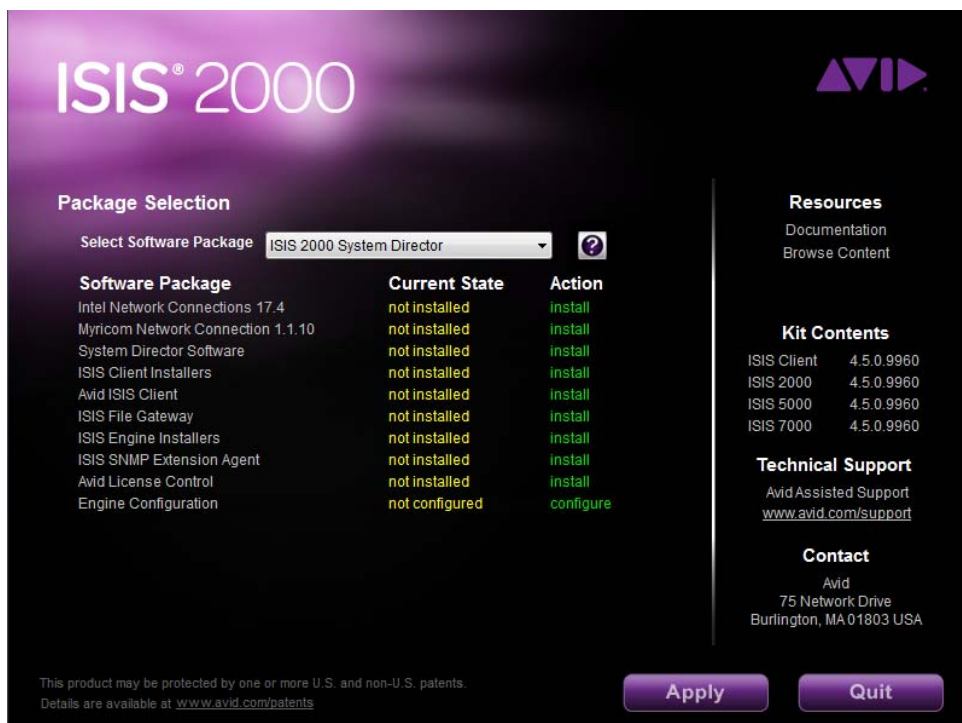 ISIS® 2000
AVID
Package Selection
Select Software Package ISIS 2000 System Director ?
Software Package Current State Action
Intel Network Connections 17.4 not installed install
Myricom Network Connection 1.1.10 not installed install
System Director Software not installed install
ISIS Client Installers not installed install
Avid ISIS Client not installed install
ISIS File Gateway not installed install
ISIS Engine Installers not installed install
ISIS SNMP Extension Agent not installed install
Avid License Control not installed install
Engine Configuration not configured configure
Resources
Documentation
Browse Content
Kit Contents
ISIS Client 4.5.0.9960
ISIS 2000 4.5.0.9960
ISIS 5000 4.5.0.9960
ISIS 7000 4.5.0.9960
Technical Support
Avid Assisted Support
www.avid.com/support
Contact
Avid
75 Network Drive
Burlington, MA 01803 USA
This product may be protected by one or more U.S. and non-U.S. patents.
Details are available at www.avid.com/patents
Apply Quit